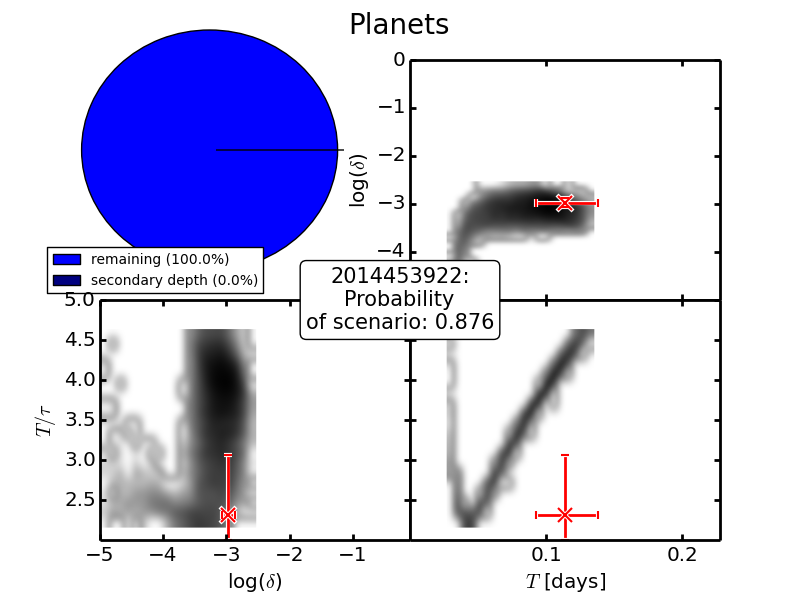 Planets
remaining (100.0%)
secondary depth (0.0%)
2014453922:
Probability
of scenario: 0.876
0
−1
−2
−3
−4
log(δ)
5.0
4.5
4.0
3.5
3.0
2.5
T/τ
−5
−4
−3
−2
−1
log(δ)
0.1
0.2
T [days]